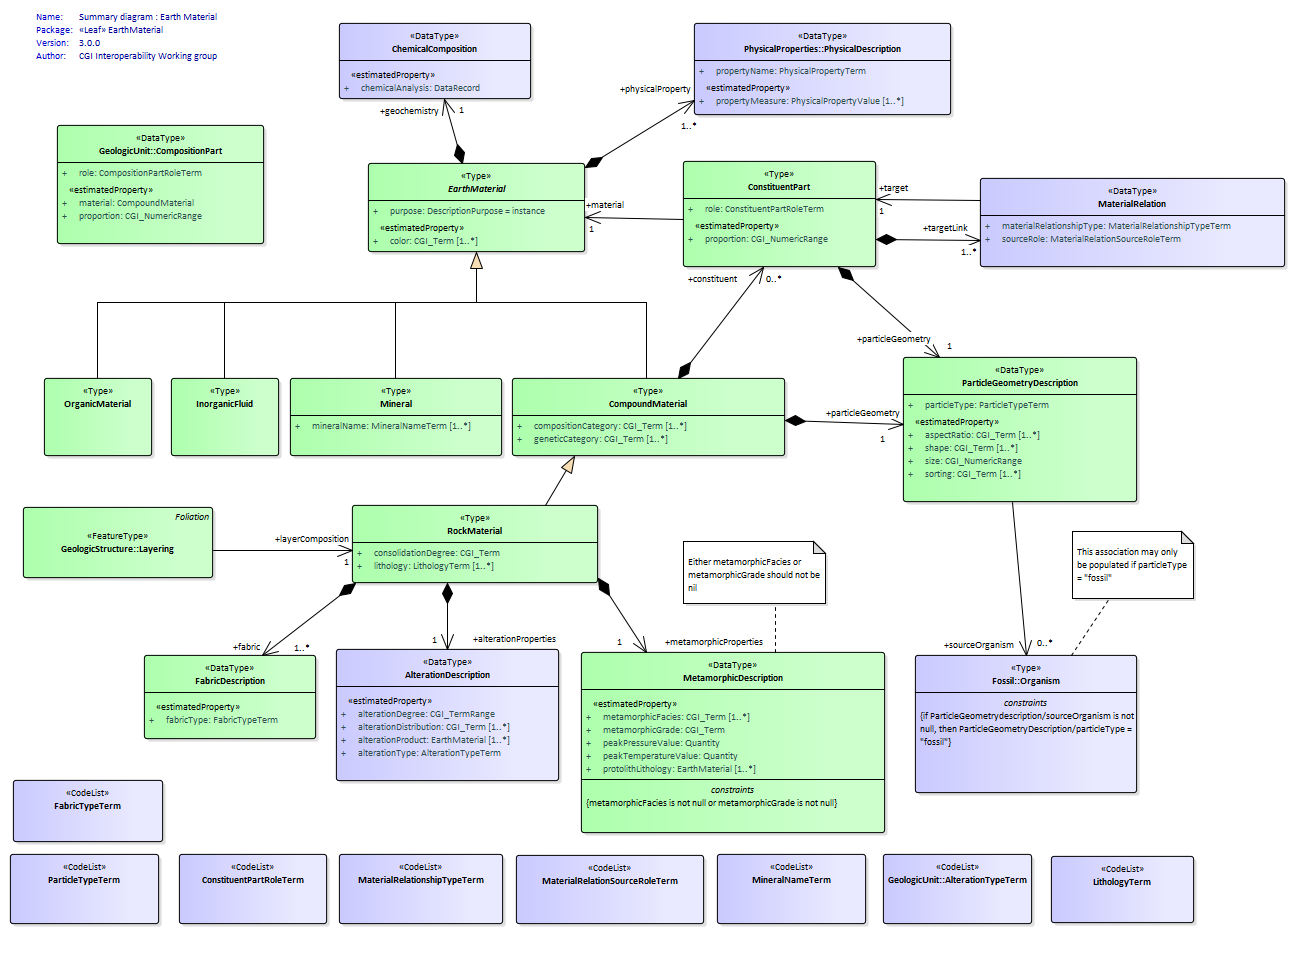 Name: Summary diagram : Earth Material
Package: «Leaf» EarthMaterial
Version: 3.0.0
Author: CGI Interoperability Working group
«DataType»
ChemicalComposition
«estimatedProperty»
+ chemicalAnalysis: DataRecord
«DataType»
PhysicalProperties::PhysicalDescription
+ propertyName: PhysicalPropertyTerm
«estimatedProperty»
+ propertyMeasure: PhysicalPropertyValue [1..*]
+geochemistry
1
+physicalProperty
1..*
«DataType»
GeologicUnit::CompositionPart
+ role: CompositionPartRoleTerm
«estimatedProperty»
+ material: CompoundMaterial
+ proportion: CGI_NumericRange
«Type»
EarthMaterial
+ purpose: DescriptionPurpose = instance
«estimatedProperty»
+ color: CGI_Term [1..*]
+material
1
«Type»
ConstituentPart
+ role: ConstituentPartRoleTerm
«estimatedProperty»
+ proportion: CGI_NumericRange
+target
1
+targetLink
1..*
«DataType»
MaterialRelation
+ materialRelationshipType: MaterialRelationshipTypeTerm
+ sourceRole: MaterialRelationSourceRoleTerm
+constituent
0..*
+particleGeometry
1
«Type»
OrganicMaterial
«Type»
InorganicFluid
«Type»
Mineral
+ mineralName: MineralNameTerm [1..*]
«Type»
CompoundMaterial
+ compositionCategory: CGI_Term [1..*]
+ geneticCategory: CGI_Term [1..*]
+particleGeometry
1
«DataType»
ParticleGeometryDescription
+ particleType: ParticleTypeTerm
«estimatedProperty»
+ aspectRatio: CGI_Term [1..*]
+ shape: CGI_Term [1..*]
+ size: CGI_NumericRange
+ sorting: CGI_Term [1..*]
Foliation
«FeatureType»
GeologicStructure::Layering
+layerComposition
1
«Type»
RockMaterial
+ consolidationDegree: CGI_Term
+ lithology: LithologyTerm [1..*]
Either metamorphicFacies or
metamorphicGrade should not be
nil
This association may only
be populated if particleType
= "fossil"
+fabric
1..*
1
+alterationProperties
1
+metamorphicProperties
+sourceOrganism
0..*
«DataType»
FabricDescription
«estimatedProperty»
+ fabricType: FabricTypeTerm
«DataType»
AlterationDescription
«estimatedProperty»
+ alterationDegree: CGI_TermRange
+ alterationDistribution: CGI_Term [1..*]
+ alterationProduct: EarthMaterial [1..*]
+ alterationType: AlterationTypeTerm
«DataType»
MetamorphicDescription
«estimatedProperty»
+ metamorphicFacies: CGI_Term [1..*]
+ metamorphicGrade: CGI_Term
+ peakPressureValue: Quantity
+ peakTemperatureValue: Quantity
+ protolithLithology: EarthMaterial [1..*]
constraints
{metamorphicFacies is not null or metamorphicGrade is not null}
«Type»
Fossil::Organism
constraints
{if ParticleGeometrydescription/sourceOrganism is not
null, then ParticleGeometryDescription/particleType =
"fossil"}
«CodeList»
FabricTypeTerm
«CodeList»
ParticleTypeTerm
«CodeList»
ConstituentPartRoleTerm
«CodeList»
MaterialRelationshipTypeTerm
«CodeList»
MaterialRelationSourceRoleTerm
«CodeList»
MineralNameTerm
«CodeList»
GeologicUnit::AlterationTypeTerm
«CodeList»
LithologyTerm